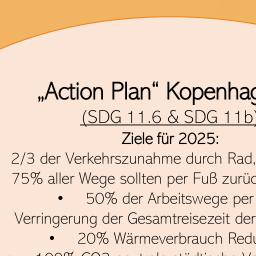 „Action Plan“ Kopenhag
(SDG 11.6 & SDG 11b)
Ziele für 2025:
2/3 der Verkehrszunahme durch Rad,
75% aller Wege sollten per Fuß zurüc
• 50% der Arbeitswege per
Verringerung der Gesamtreisezeit der
• 20% Wärmeverbrauch Redu